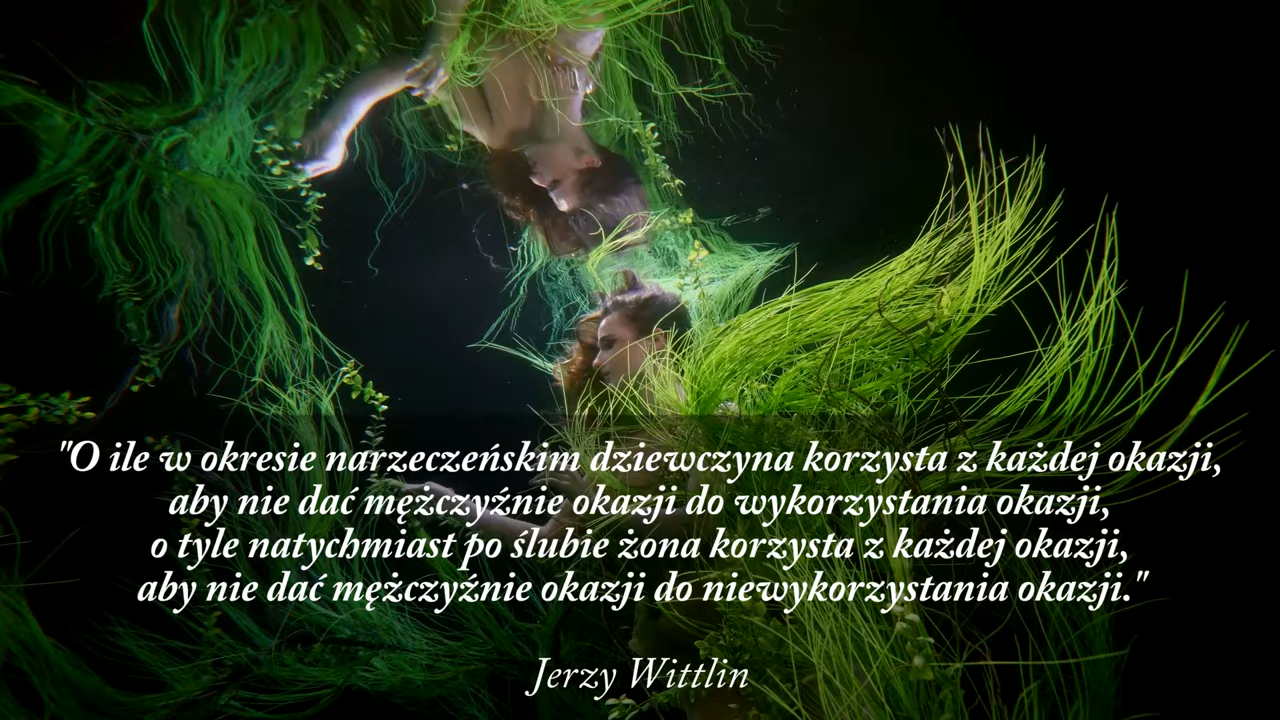 "O ile w okresie narzeczeńskim dziewczyna korzysta z każdej okazji,
aby nie dać mężczyźnie okazji do wykorzystania okazji,
o tyle natychmiast po ślubie żona korzysta z każdej okazji,
aby nie dać mężczyźnie okazji do niewykorzystania okazji."
Jerzy Wittlin